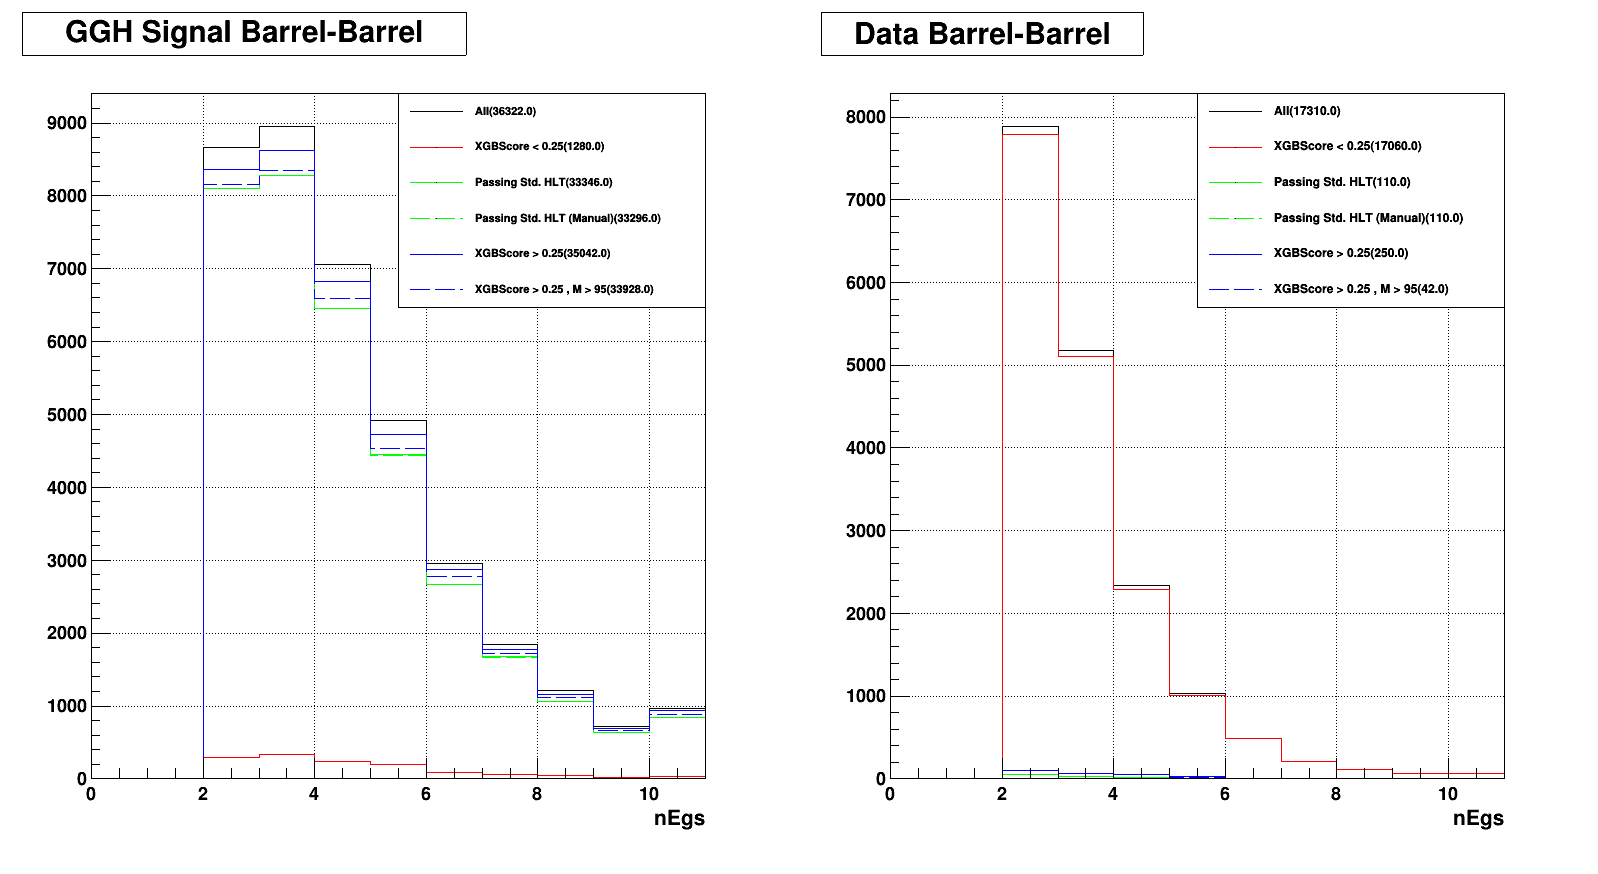 GGH Signal Barrel-Barrel
All(36322.0)
XGBScore < 0.25(1280.0)
Passing Std. HLT(33346.0)
Passing Std. HLT (Manual)(33296.0)
XGBScore > 0.25(35042.0)
XGBScore > 0.25 , M > 95(33928.0)
9000
8000
7000
6000
5000
4000
3000
2000
1000
0
0 2 4 6 8 10
nEgs
Data Barrel-Barrel
All(17310.0)
XGBScore < 0.25(17060.0)
Passing Std. HLT(110.0)
Passing Std. HLT (Manual)(110.0)
XGBScore > 0.25(250.0)
XGBScore > 0.25 , M > 95(42.0)
8000
7000
6000
5000
4000
3000
2000
1000
0
0 2 4 6 8 10
nEgs